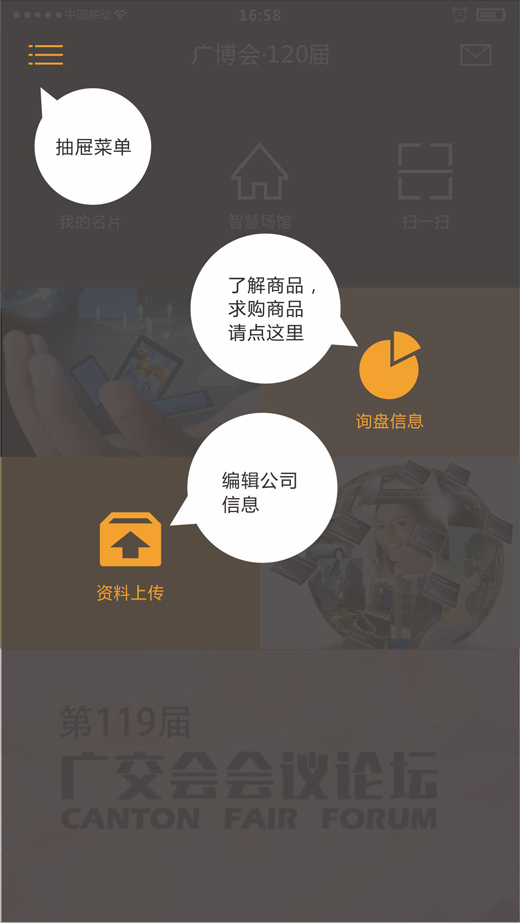 中国移动
16:58
广博会·120届
抽屉菜单
我的名片
智慧场馆
扫一扫
了解商品，
求购商品
请点这里
询盘信息
编辑公司
信息
资料上传
第119届
广交会会议论坛
CANTON FAIR FORUM